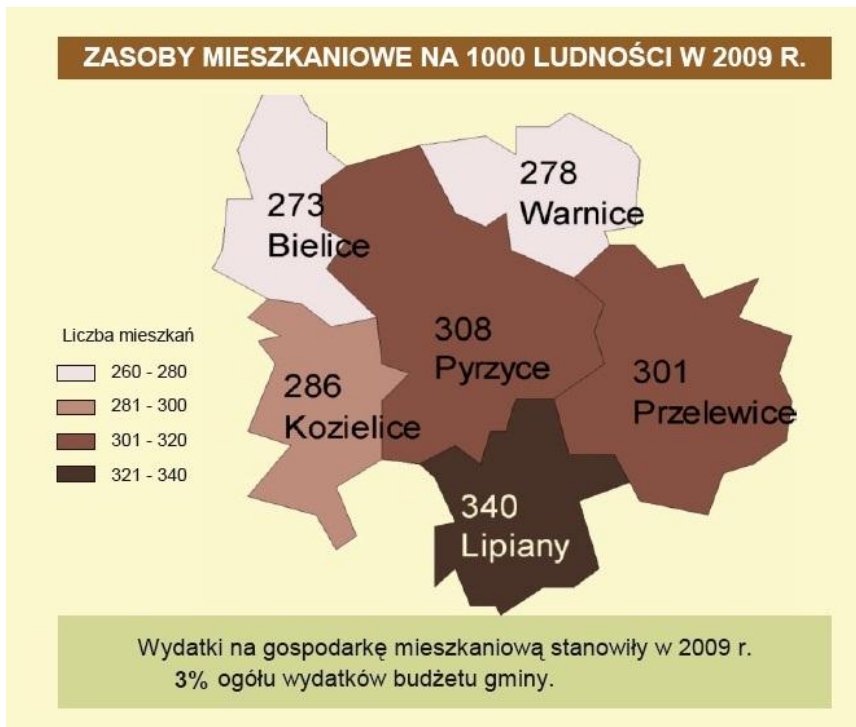 ZASOBY MIESZKANIOWE NA 1000 LUDNOŚCI W 2009 R.
278
Warnice
273
Bielice
Liczba mieszkań
260 - 280
281 - 300
301 - 320
321 - 340
308
Pyrzyce
301
Przelewice
286
Kozielice
340
Lipiany
Wydatki na gospodarkę mieszkaniową stanowiły w 2009 r.
3% ogółu wydatków budżetu gminy.